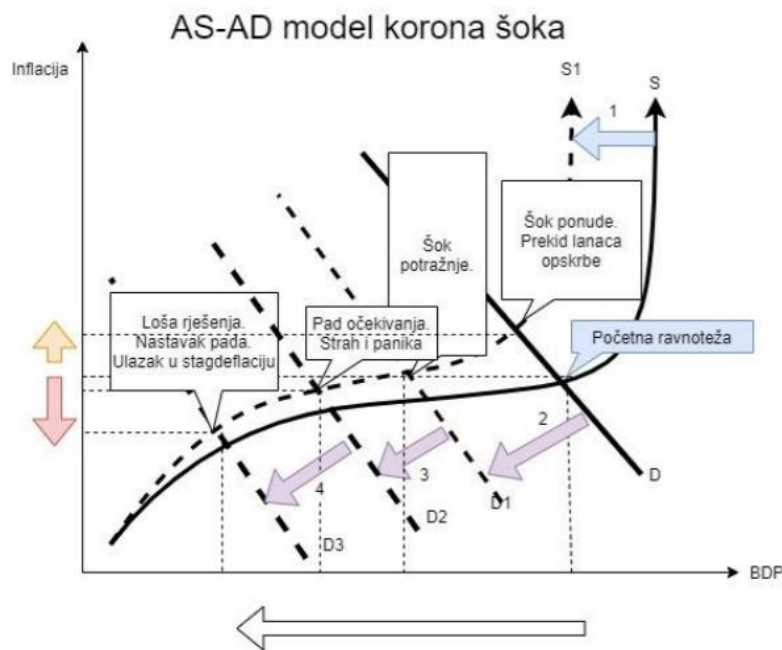 AS-AD model korona šoka
Inflacija
S1
S
1
Šok
potražnje.
Šok ponude.
Prekid lanaca
opskrbe
Loša rješenja.
Nastavak pada.
Ulazak u stagdeflaciju
Pad očekivanja.
Strah i panika
Početna ravnoteža
2
3
4
D
D1
D2
D3
BDP